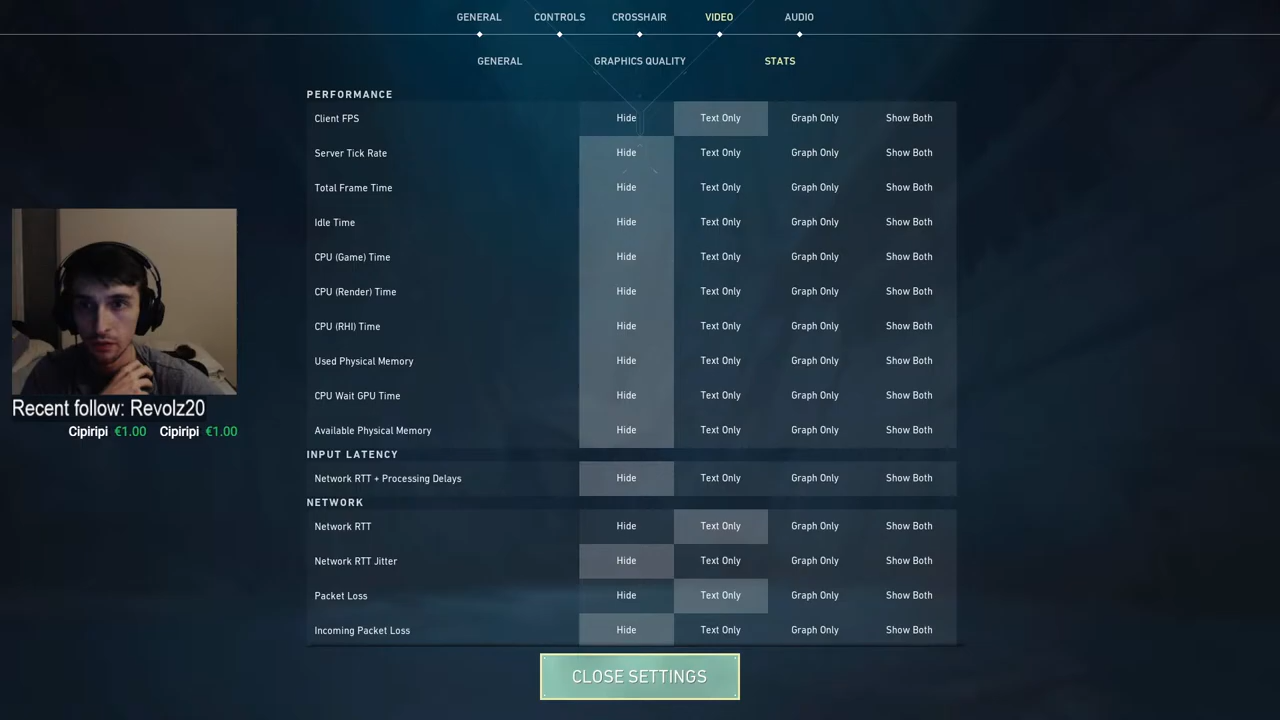 GENERAL CONTROLS CROSSHAIR VIDEO AUDIO
GENERAL GRAPHICS QUALITY STATS
PERFORMANCE
Client FPS Hide Text Only Graph Only Show Both
Server Tick Rate Hide Text Only Graph Only Show Both
Total Frame Time Hide Text Only Graph Only Show Both
Idle Time Hide Text Only Graph Only Show Both
CPU (Game) Time Hide Text Only Graph Only Show Both
CPU (Render) Time Hide Text Only Graph Only Show Both
CPU (RHI) Time Hide Text Only Graph Only Show Both
Used Physical Memory Hide Text Only Graph Only Show Both
CPU Wait GPU Time Hide Text Only Graph Only Show Both
Available Physical Memory Hide Text Only Graph Only Show Both
INPUT LATENCY
Network RTT + Processing Delays Hide Text Only Graph Only Show Both
NETWORK
Network RTT Hide Text Only Graph Only Show Both
Network RTT Jitter Hide Text Only Graph Only Show Both
Packet Loss Hide Text Only Graph Only Show Both
Incoming Packet Loss Hide Text Only Graph Only Show Both
CLOSE SETTINGS
Recent follow: Revolz20
Cipiripi €1.00 Cipiripi €1.00